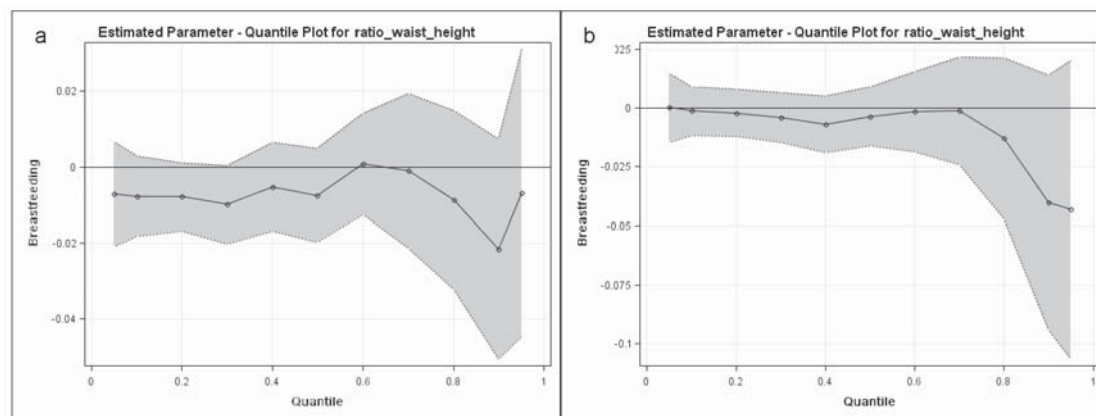 a
Estimated Parameter - Quantile Plot for ratio_waist_height
0.02
0
-0.02
-0.04
Breastfeeding
0 0.2 0.4 0.6 0.8 1
Quantile
b
Estimated Parameter - Quantile Plot for ratio_waist_height
325
0
-0.025
-0.05
-0.075
-0.1
Breastfeeding
0 0.2 0.4 0.6 0.8 1
Quantile